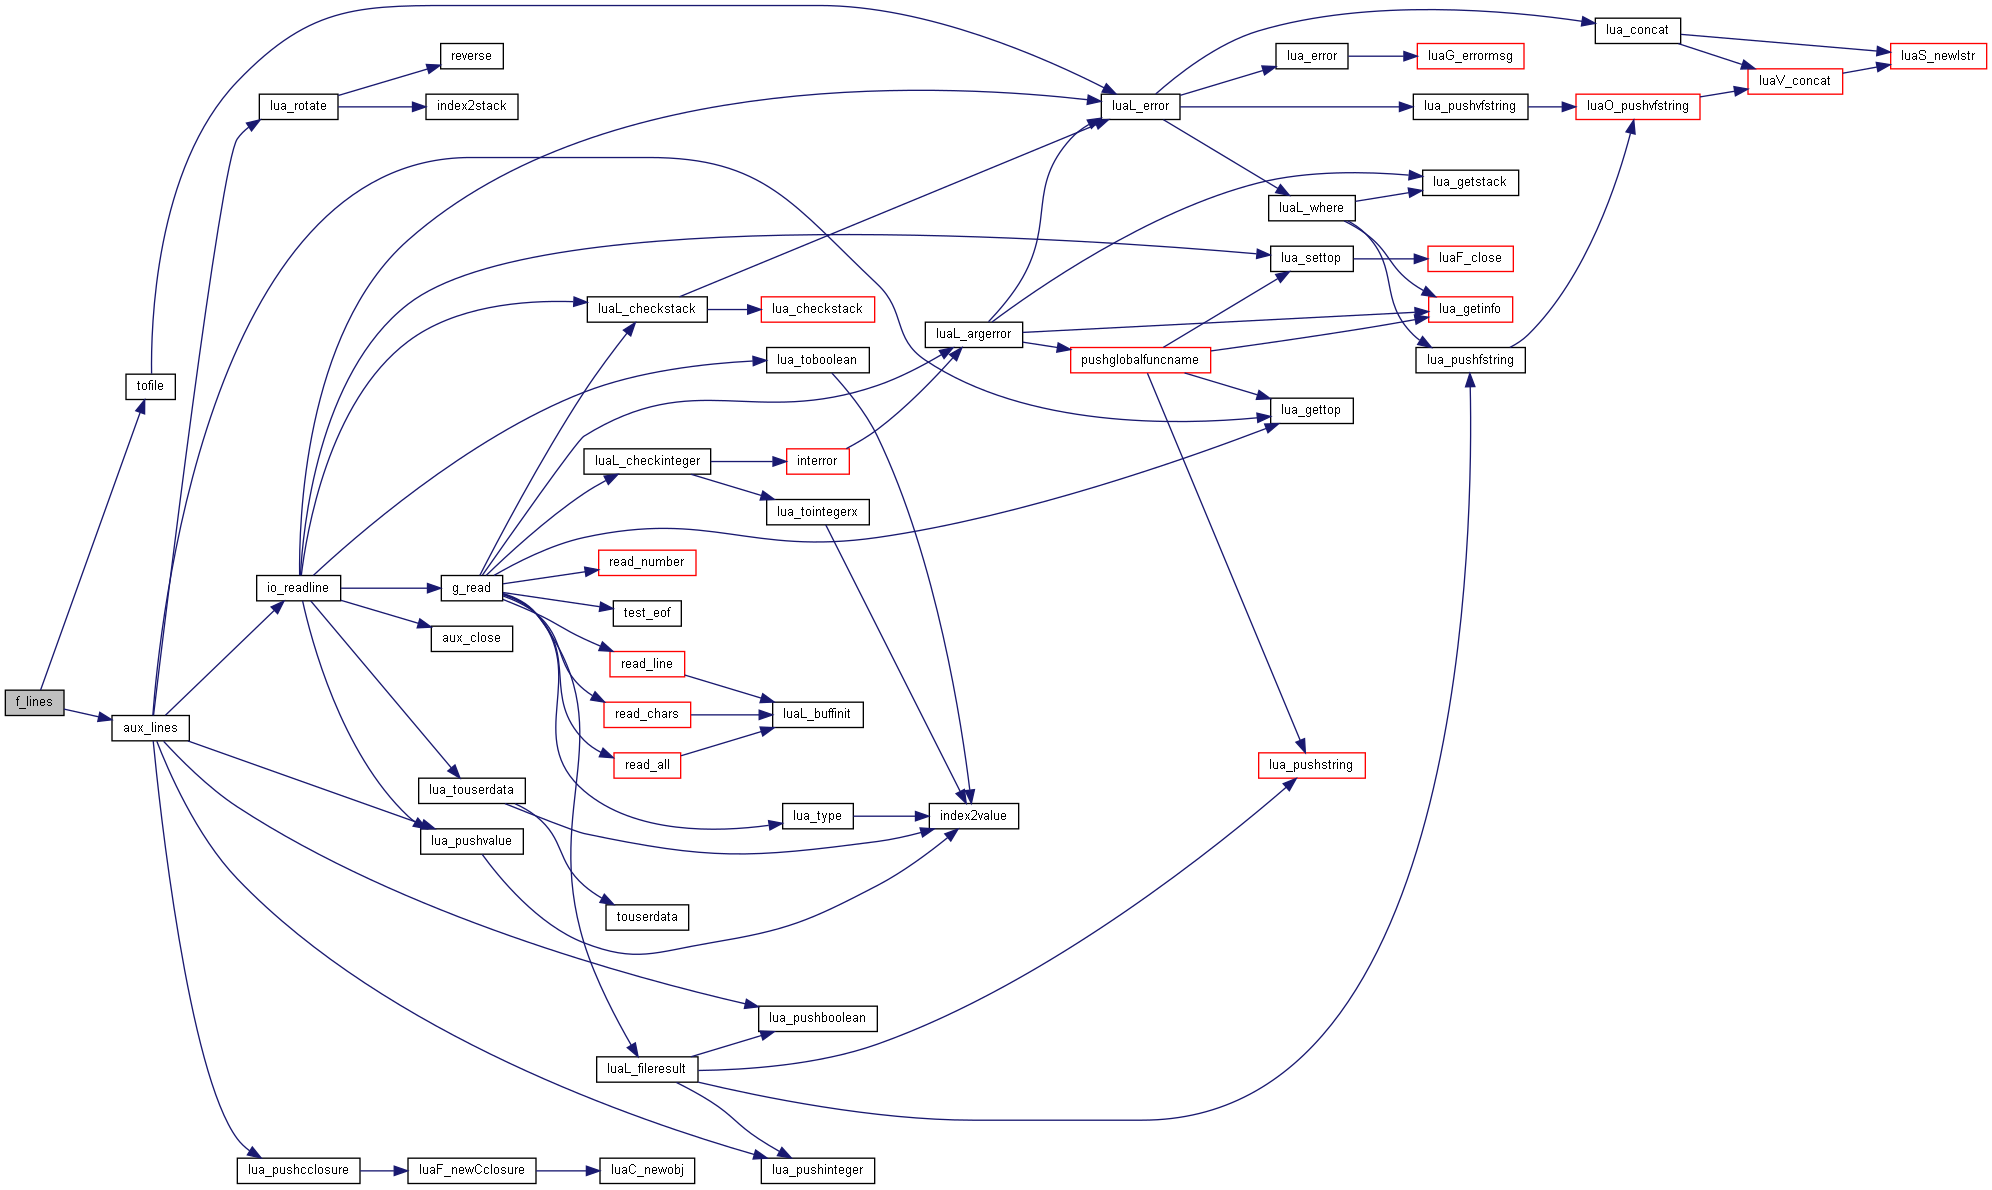 lua_concat
reverse
lua_error
luaG_errormsg
luaS_newlstr
luaV_concat
lua_rotate
index2stack
luaL_error
lua_pushvfstring
luaO_pushvfstring
lua_getstack
luaL_where
lua_settop
luaF_close
luaL_checkstack
lua_checkstack
lua_getinfo
luaL_argerror
lua_toboolean
pushglobalfuncname
lua_pushfstring
tofile
lua_gettop
luaL_checkinteger
interror
lua_tointegerx
read_number
io_readline
g_read
test_eof
aux_close
read_line
f_lines
read_chars
luaL_buffinit
aux_lines
read_all
lua_pushstring
lua_touserdata
lua_type
index2value
lua_pushvalue
touserdata
lua_pushboolean
luaL_fileresult
lua_pushcclosure
luaF_newCclosure
luaC_newobj
lua_pushinteger